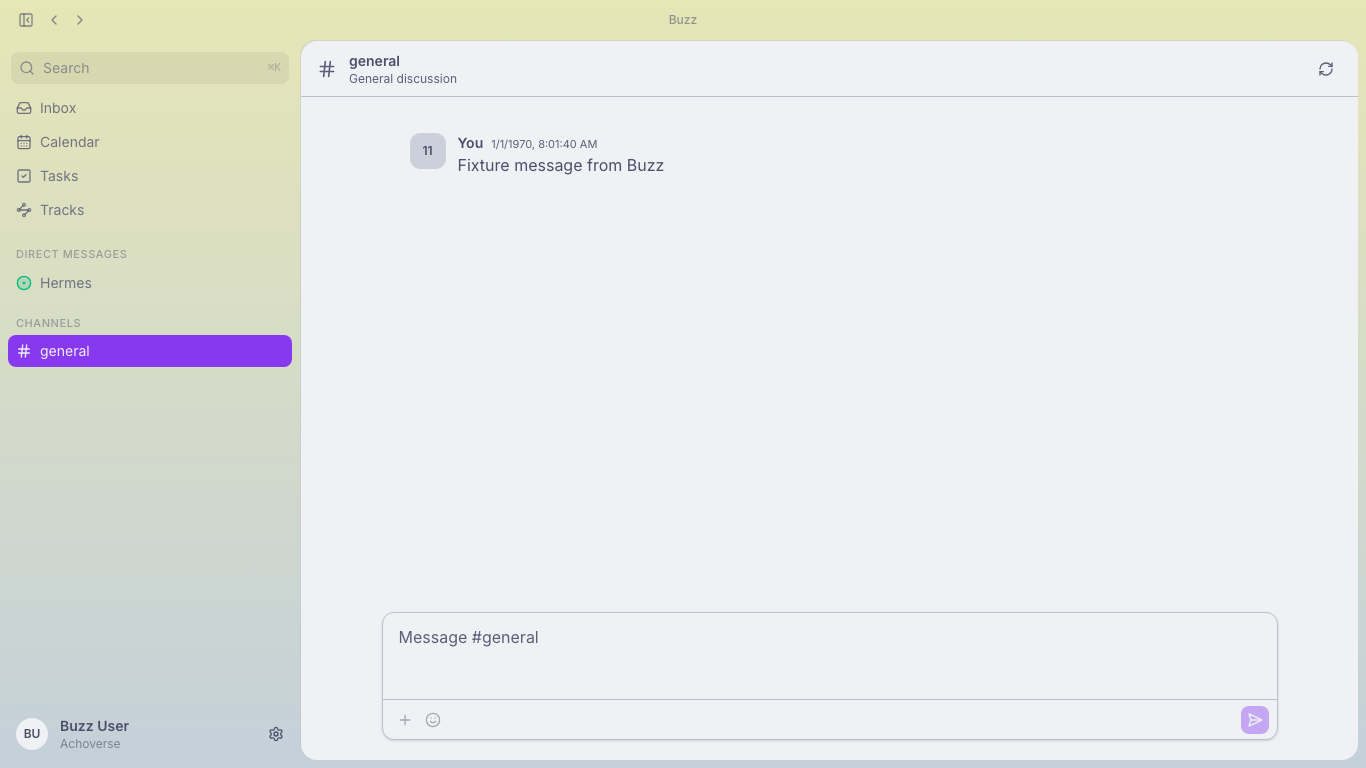 Buzz
Search ⌘K
Inbox
Calendar
Tasks
Tracks
DIRECT MESSAGES
Hermes
CHANNELS
# general
Buzz User
BU
Achoverse
# general
General discussion
11
You 1/1/1970, 8:01:40 AM
Fixture message from Buzz
Message #general